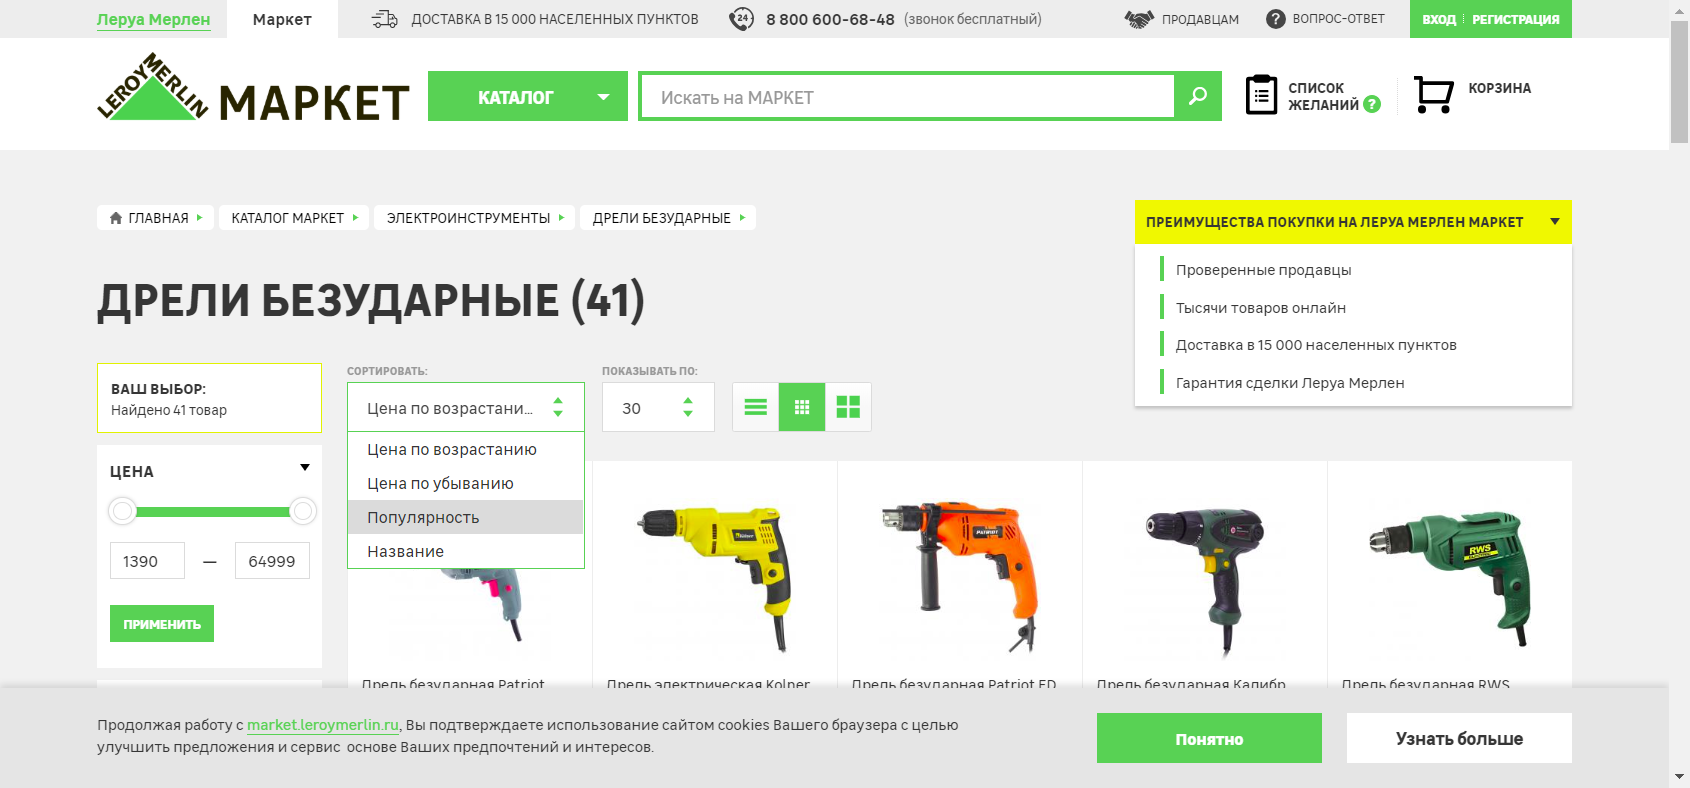 Леруа Мерлен
Маркет
ДОСТАВКА В 15 000 НАСЕЛЕННЫХ ПУНКТОВ
24
8 800 600-68-48 (звонок бесплатный)
ПРОДАВЦАМ
ВОПРОС-ОТВЕТ
ВХОД
РЕГИСТРАЦИЯ
LEROY MERLIN
МАРКЕТ
КАТАЛОГ
Искать на МАРКЕТ
СПИСОК
ЖЕЛАНИЙ ?
КОРЗИНА
ГЛАВНАЯ
КАТАЛОГ МАРКЕТ
ЭЛЕКТРОИНСТРУМЕНТЫ
ДРЕЛИ БЕЗУДАРНЫЕ
ПРЕИМУЩЕСТВА ПОКУПКИ НА ЛЕРУА МЕРЛЕН МАРКЕТ
Проверенные продавцы
Тысячи товаров онлайн
Доставка в 15 000 населенных пунктов
Гарантия сделки Леруа Мерлен
ДРЕЛИ БЕЗУДАРНЫЕ (41)
ВАШ ВЫБОР:
Найдено 41 товар
СОРТИРОВАТЬ:
Цена по возрастани...
Цена по возрастанию
Цена по убыванию
Популярность
Название
ПОКАЗЫВАТЬ ПО:
30
ЦЕНА
1390 — 64999
ПРИМЕНИТЬ
PATRIOT
RWS
Дрель безударная Patriot
Дрель электрическая Kolner
Дрель безударная Patriot FD
Дрель безударная Калибр
Дрель безударная RWS
Продолжая работу с market.leroymerlin.ru, Вы подтверждаете использование сайтом cookies Вашего браузера с целью
улучшить предложения и сервис основе Ваших предпочтений и интересов.
Понятно
Узнать больше